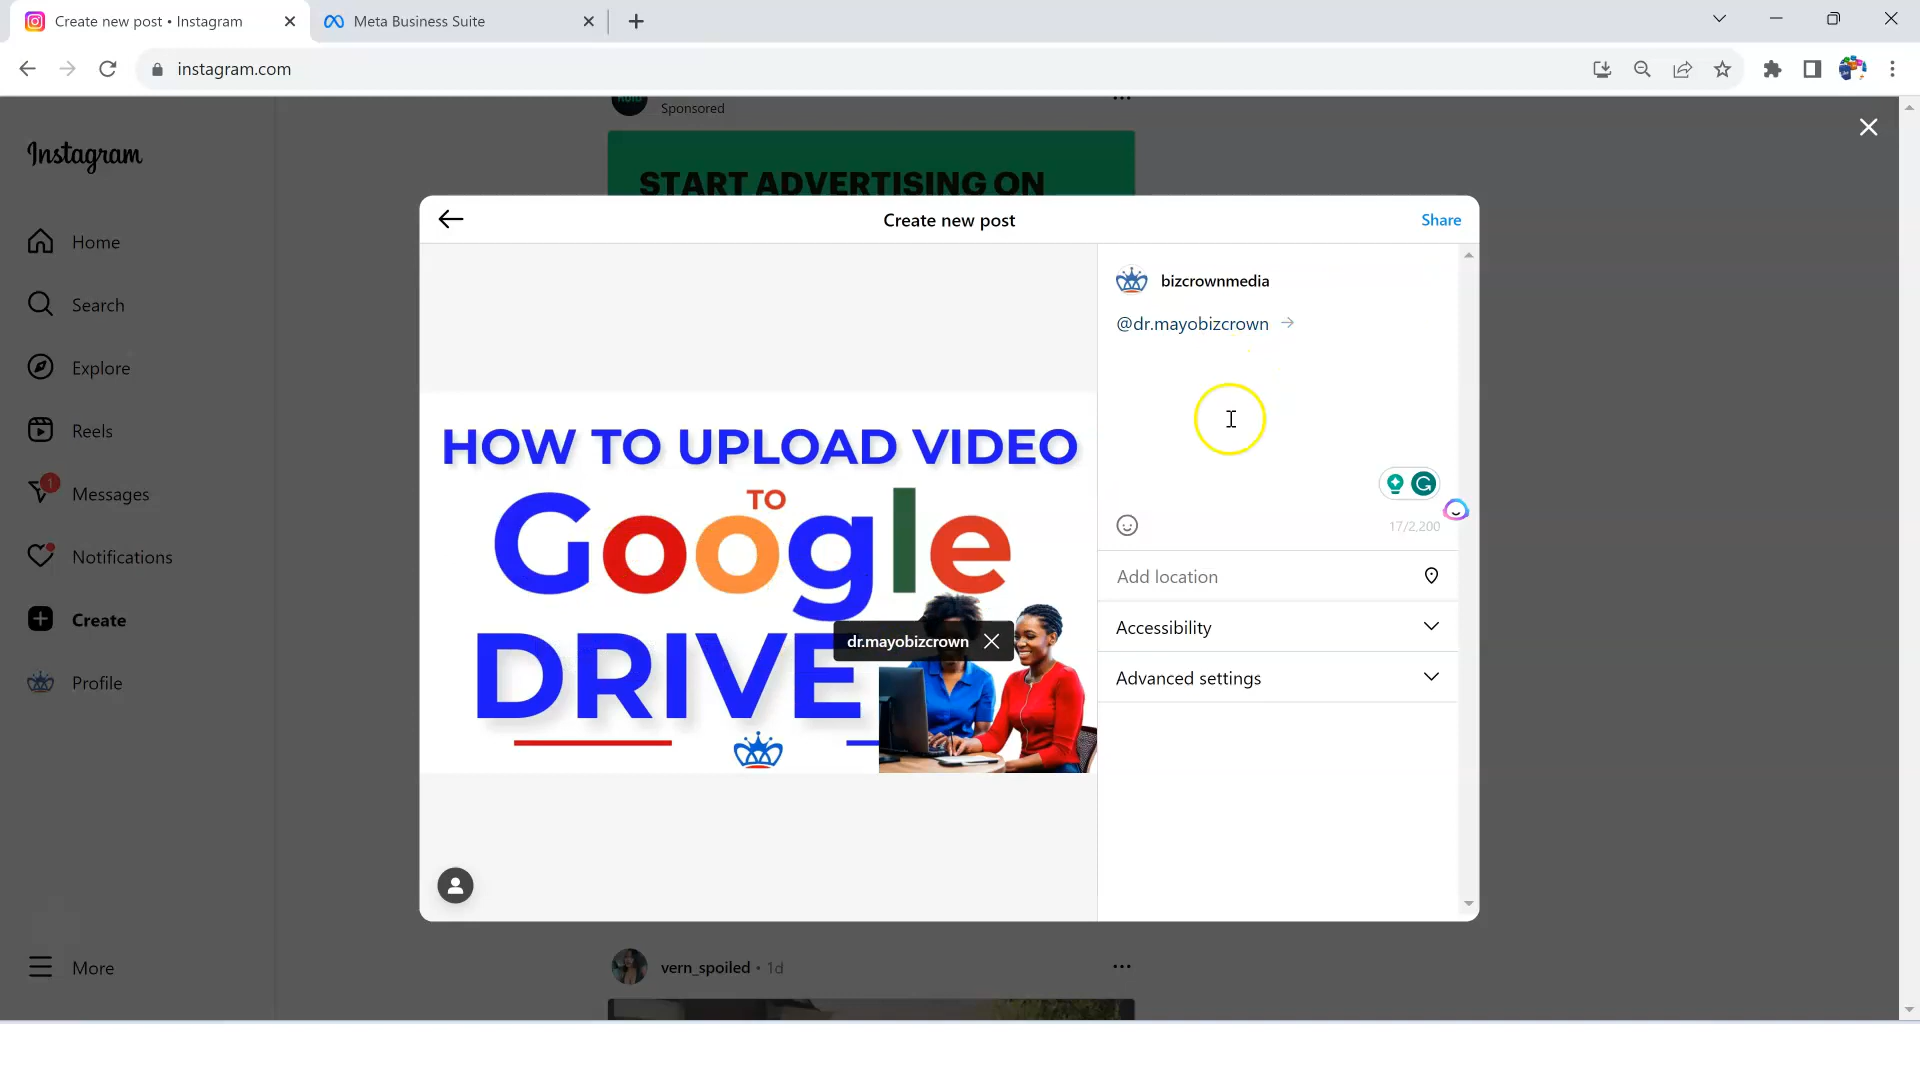 Create new post • Instagram
Meta Business Suite
instagram.com
Sponsored
START ADVERTISING ON
Instagram
Home
Search
Explore
Reels
1
Messages
Notifications
Create
Profile
More
Create new post
Share
HOW TO UPLOAD VIDEO
TO
Google
DRIVE
dr.mayobizcrown
bizcrownmedia
@dr.mayobizcrown
17/2,200
Add location
Accessibility
Advanced settings
vern_spoiled • 1d